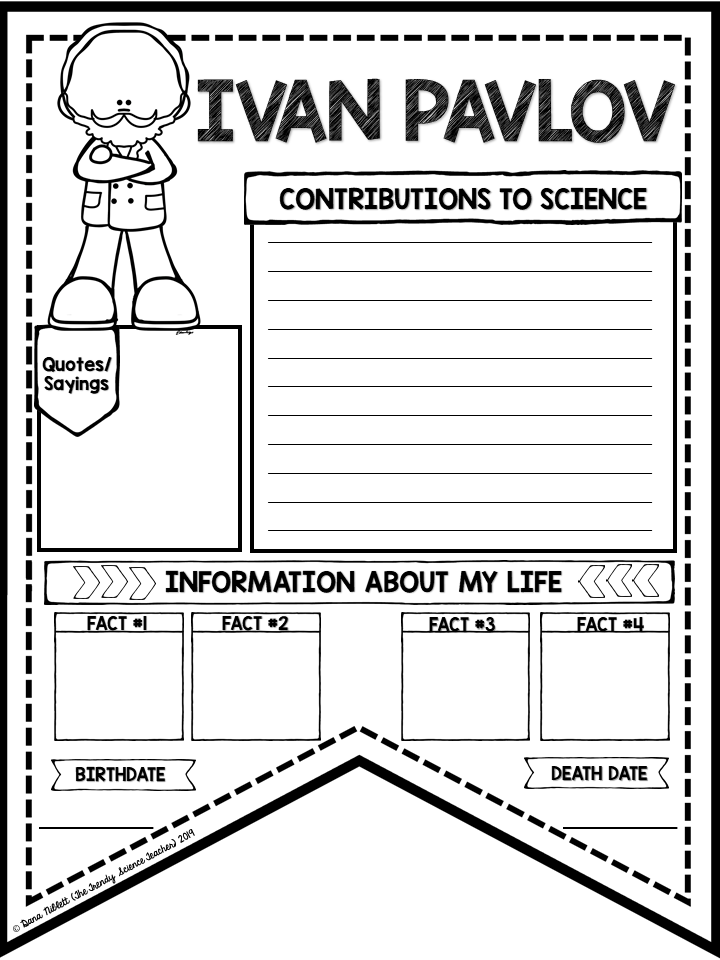 IVAN PAVLOV
CONTRIBUTIONS TO SCIENCE
Quotes/
Sayings
INFORMATION ABOUT MY LIFE
FACT #1
FACT #2
FACT #3
FACT #4
BIRTHDATE
DEATH DATE
© Dana Niblett (The Trendy Science Teacher) 2019